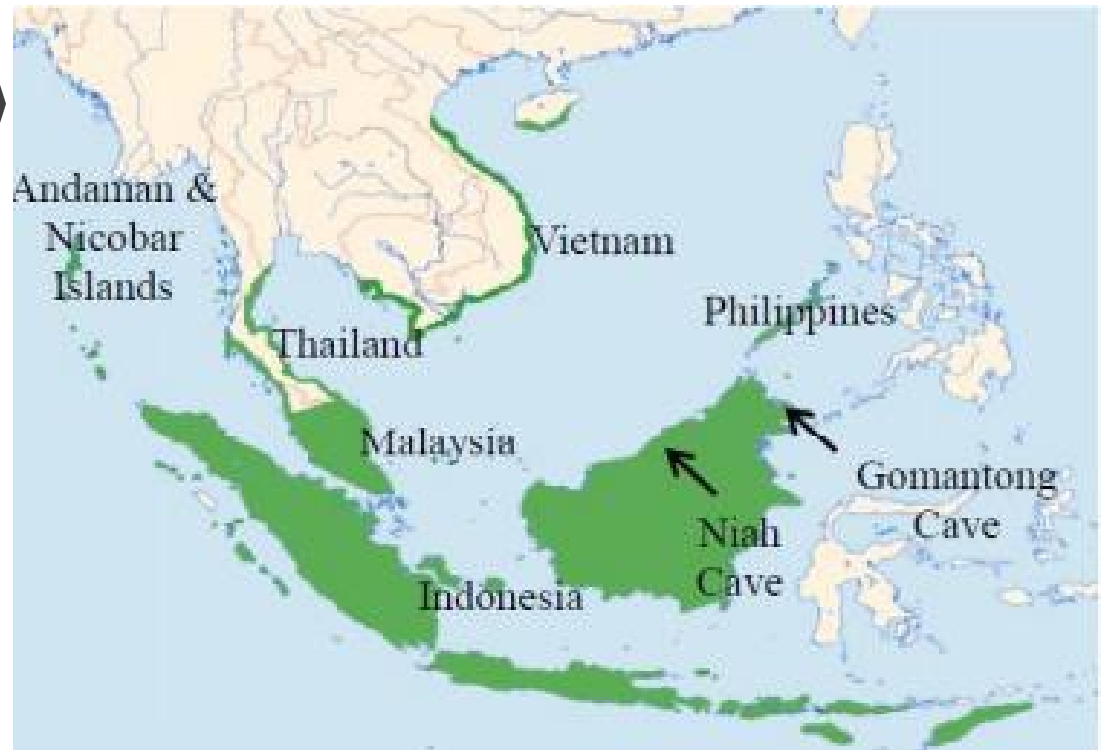 Andaman &
Nicobar
Islands
Vietnam
Philippines
Thailand
Malaysia
Gomantong
Cave
Niah
Cave
Indonesia